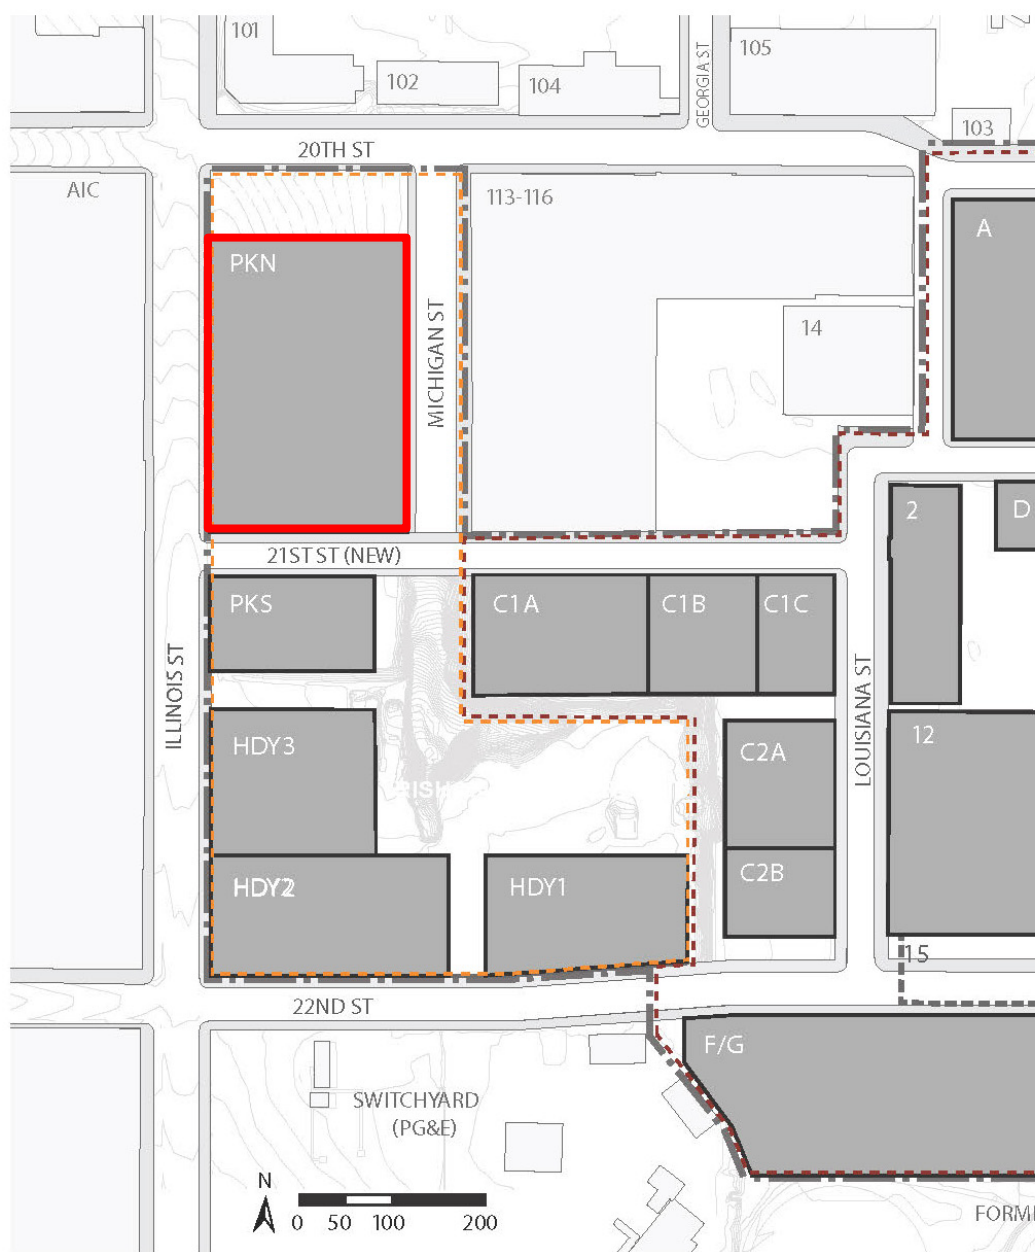 101
102
104
GEORGIA ST
105
103
20TH ST
AIC
113-116
A
PKN
MICHIGAN ST
14
2
D
21ST ST (NEW)
PKS
C1A
C1B
C1C
ILLINOIS ST
LOUISIANA ST
HDY3
C2A
12
RISH
HDY2
HDY1
C2B
15
22ND ST
F/G
SWITCHYARD
(PG&E)
N
0 50 100 200
FORM